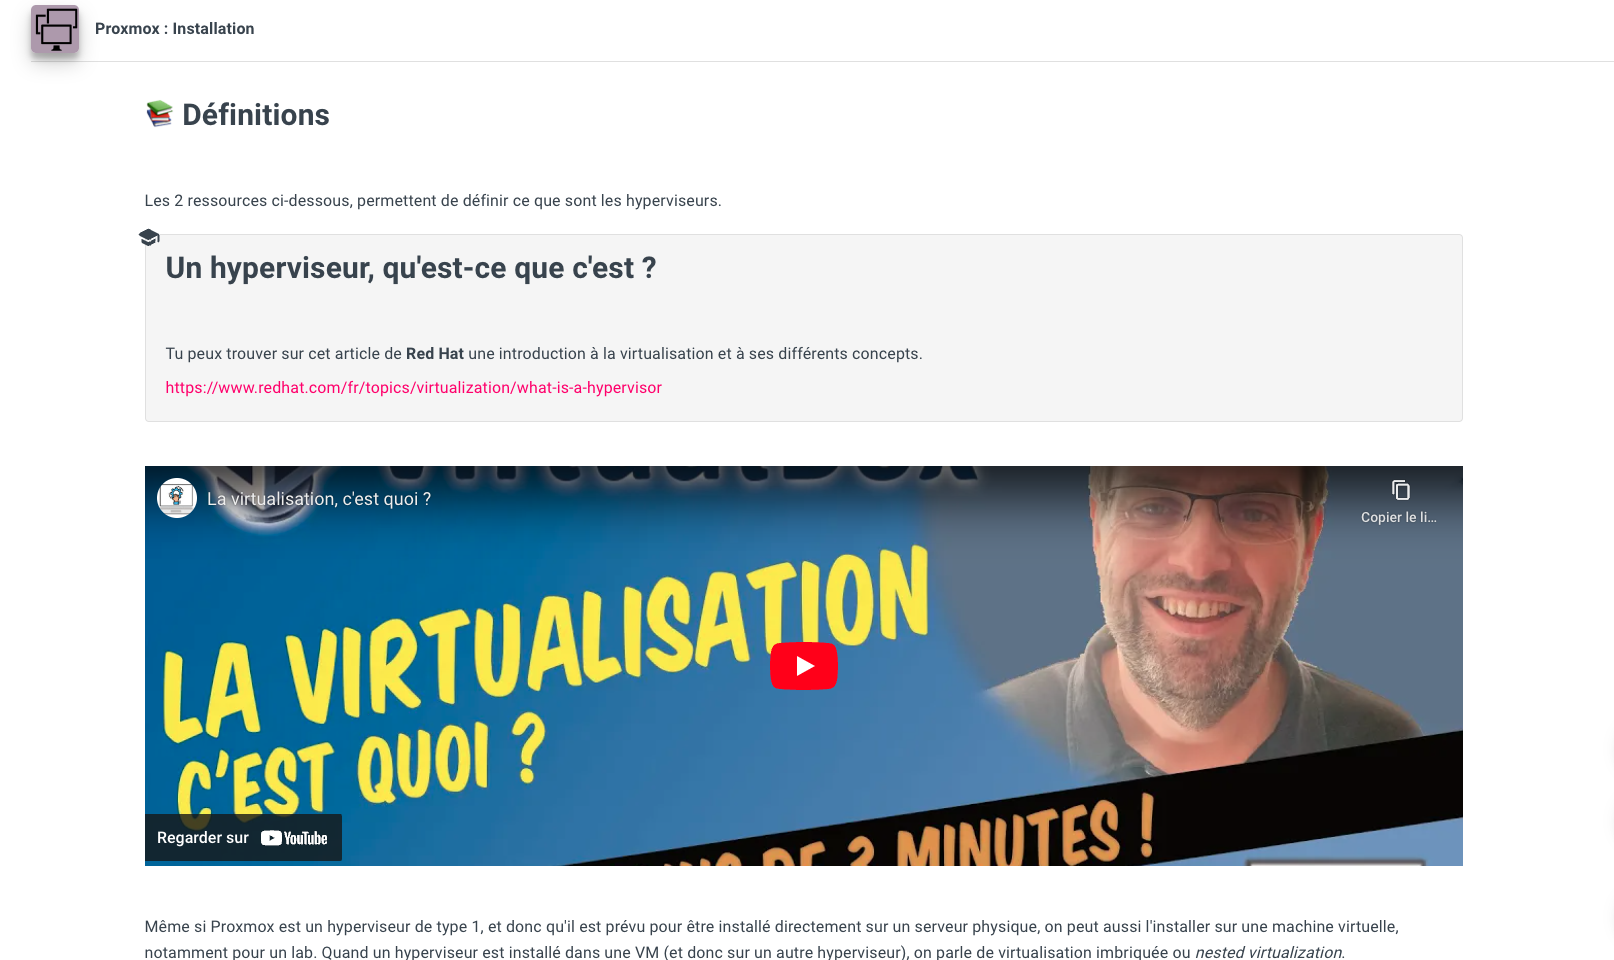 Proxmox : Installation
📚 Définitions
Les 2 ressources ci-dessous, permettent de définir ce que sont les hyperviseurs.
Un hyperviseur, qu'est-ce que c'est ?
Tu peux trouver sur cet article de Red Hat une introduction à la virtualisation et à ses différents concepts.
https://www.redhat.com/fr/topics/virtualization/what-is-a-hypervisor
La virtualisation, c'est quoi ?
Copier le li...
LA VIRTUALISATION
C'EST QUOI ?
DE 2 MINUTES !
Regarder sur YouTube
Même si Proxmox est un hyperviseur de type 1, et donc qu'il est prévu pour être installé directement sur un serveur physique, on peut aussi l'installer sur une machine virtuelle,
notamment pour un lab. Quand un hyperviseur est installé dans une VM (et donc sur un autre hyperviseur), on parle de virtualisation imbriquée ou nested virtualization.